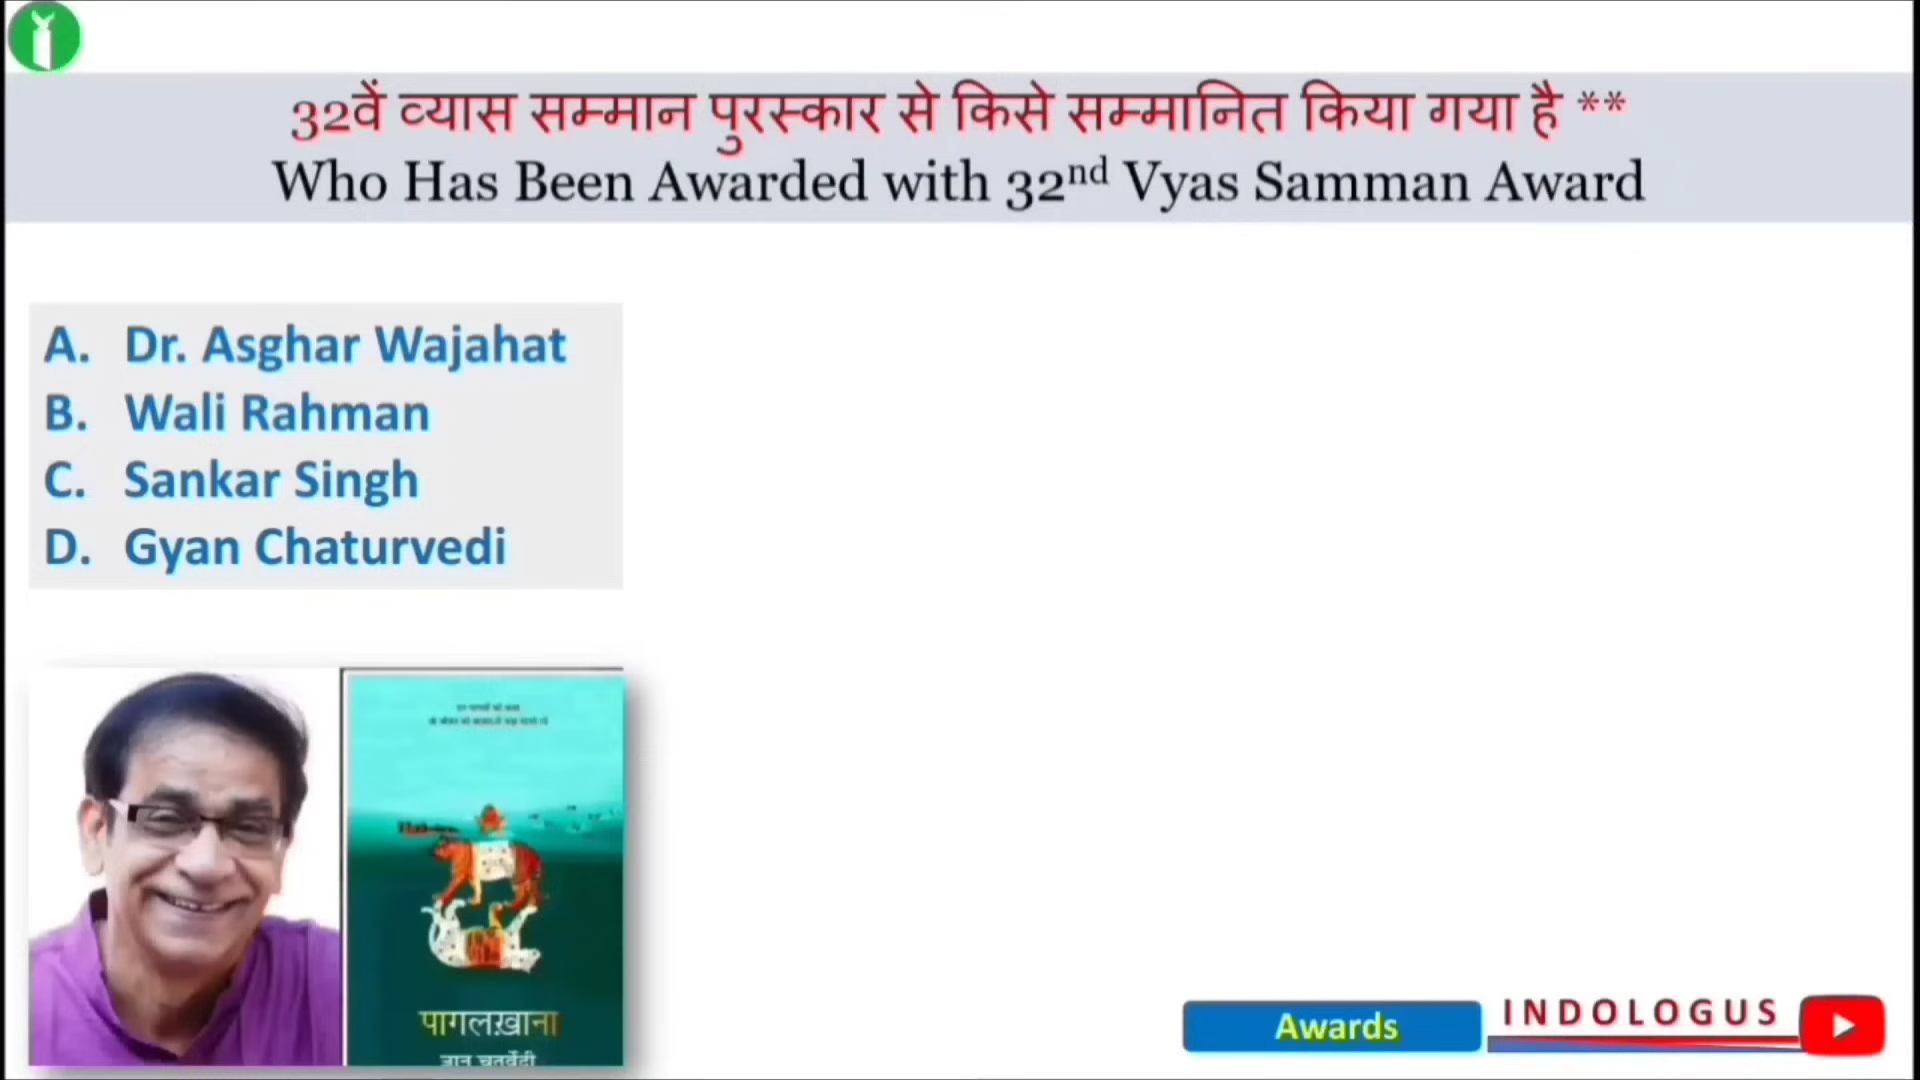 32वें व्यास सम्मान पुरस्कार से किसे सम्मानित किया गया है **
Who Has Been Awarded with 32nd Vyas Samman Award
A. Dr. Asghar Wajahat
B. Wali Rahman
C. Sankar Singh
D. Gyan Chaturvedi
पागलख़ाना
ज्ञान चतुर्वेदी
Awards
INDOLOGUS